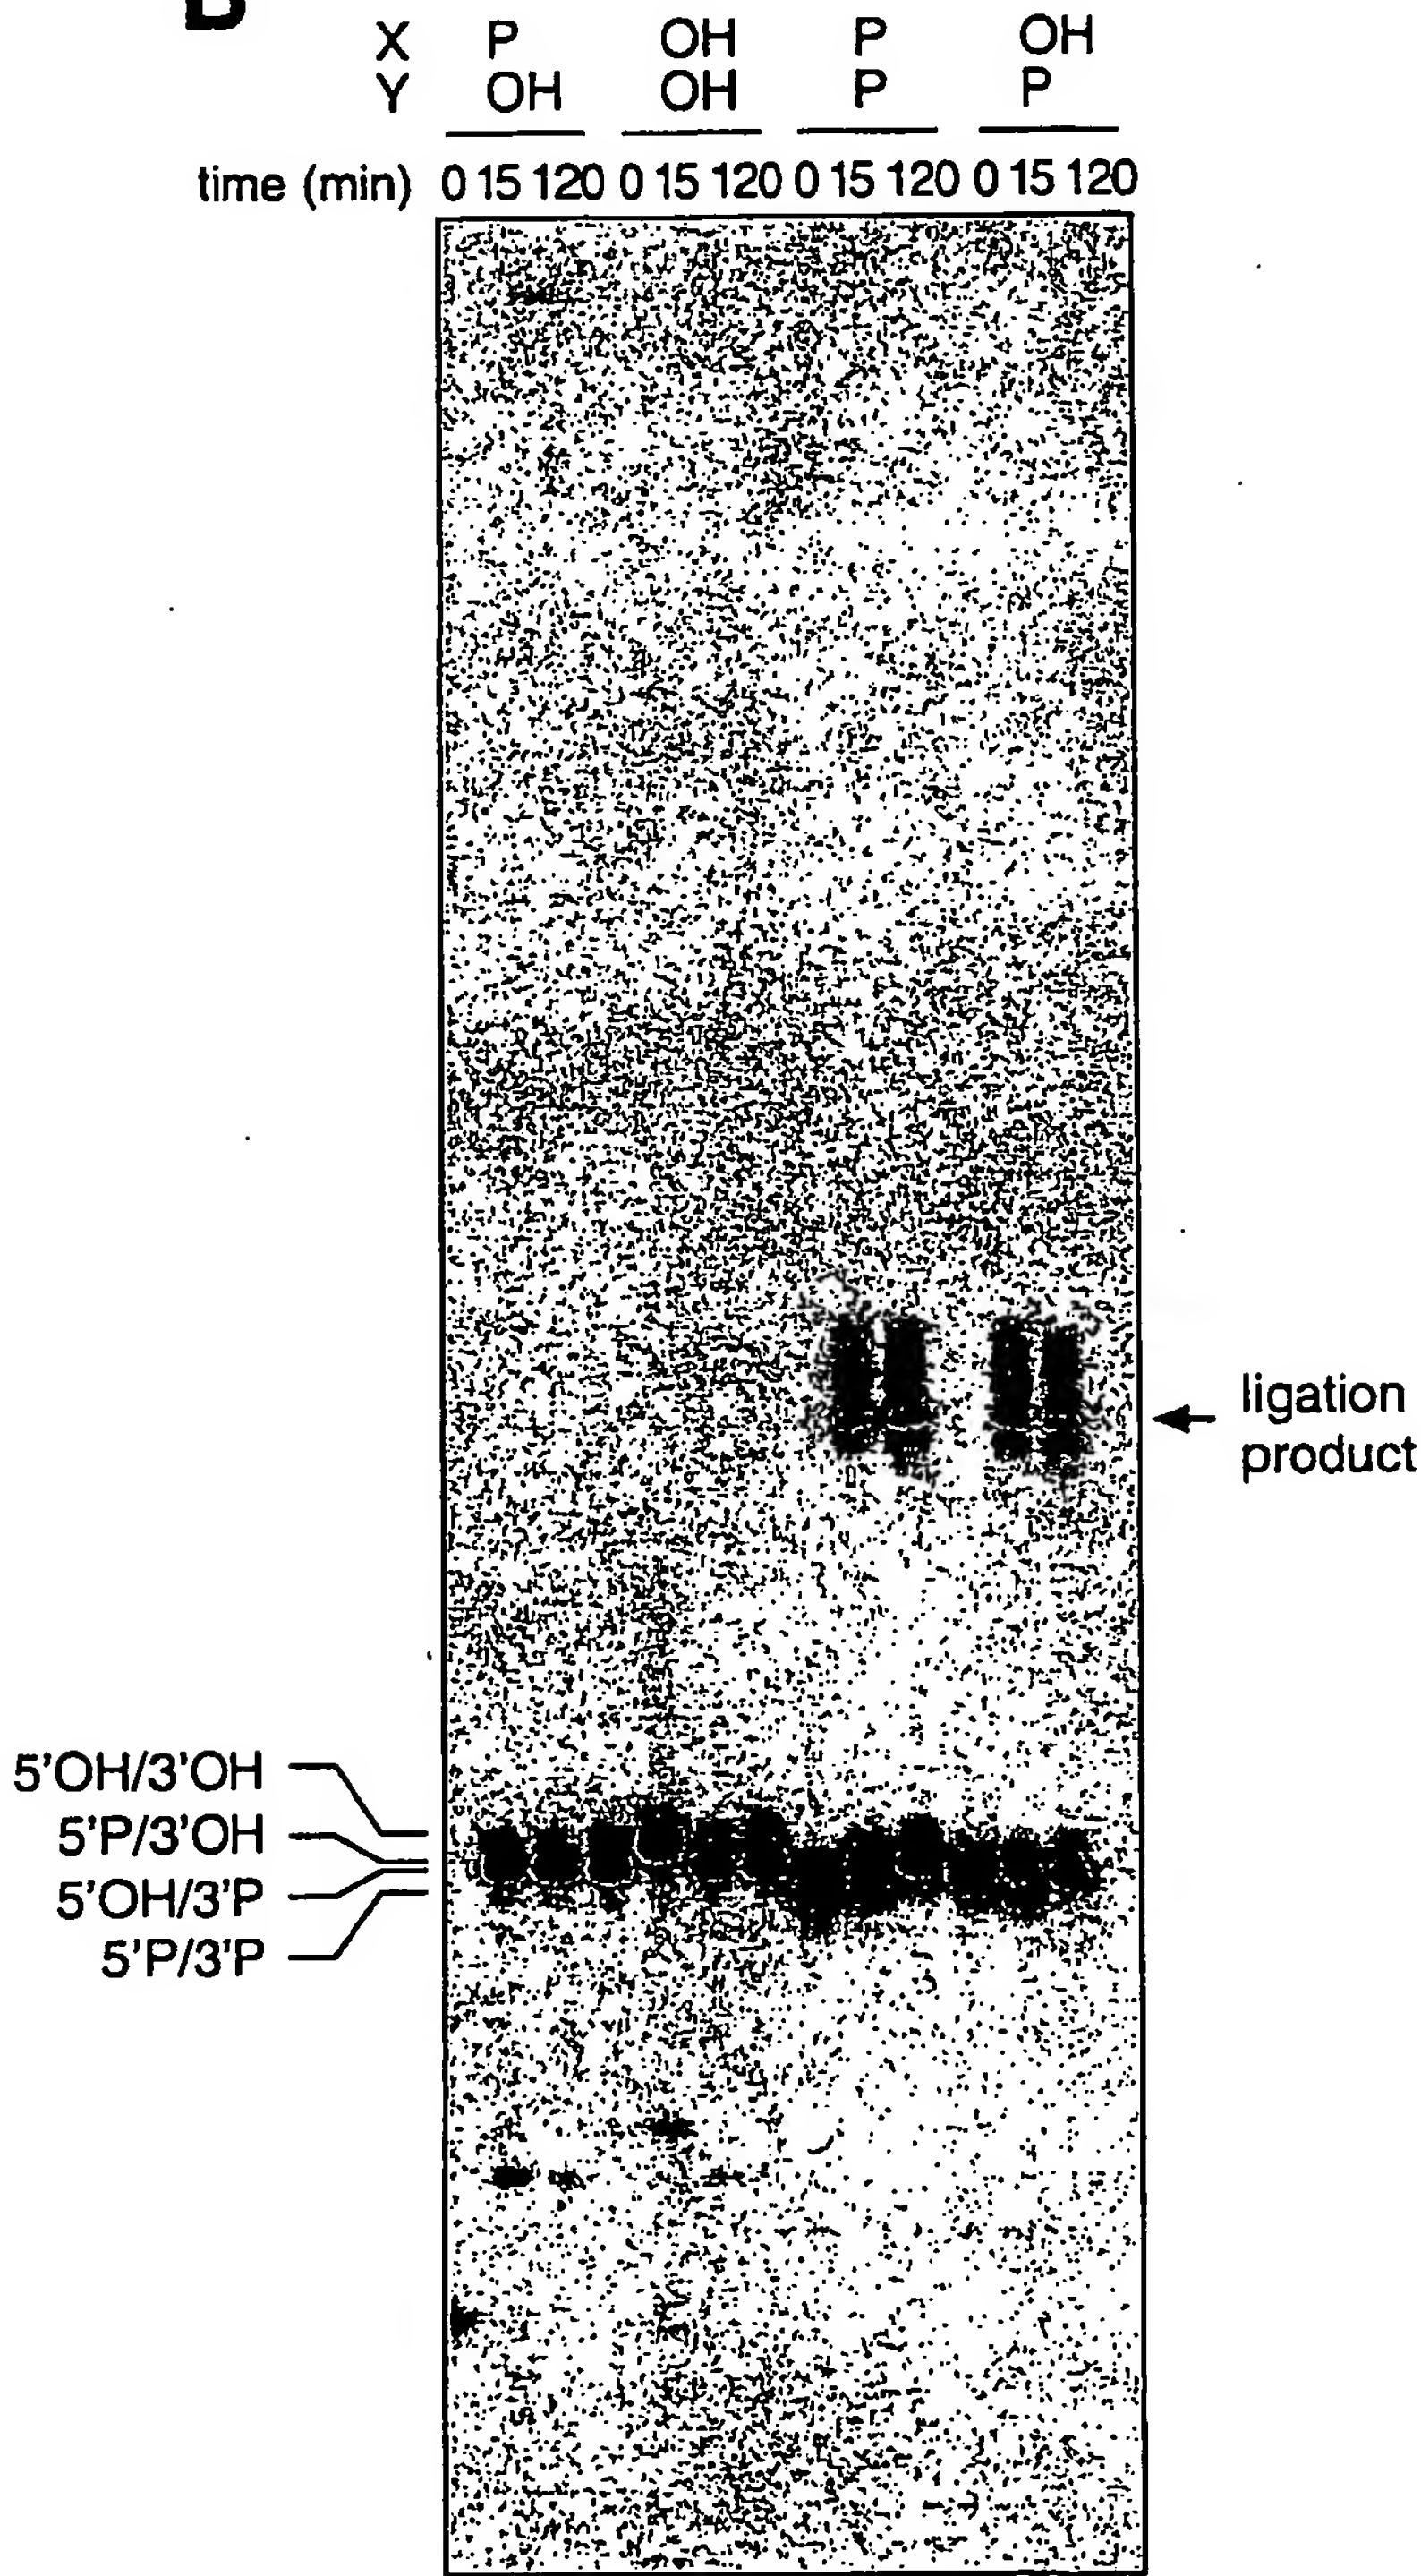 B
X P OH P OH
Y OH OH P P
time (min) 0 15 120 0 15 120 0 15 120 0 15 120
ligation
product
5'OH/3'OH
5'P/3'OH
5'OH/3'P
5'P/3'P